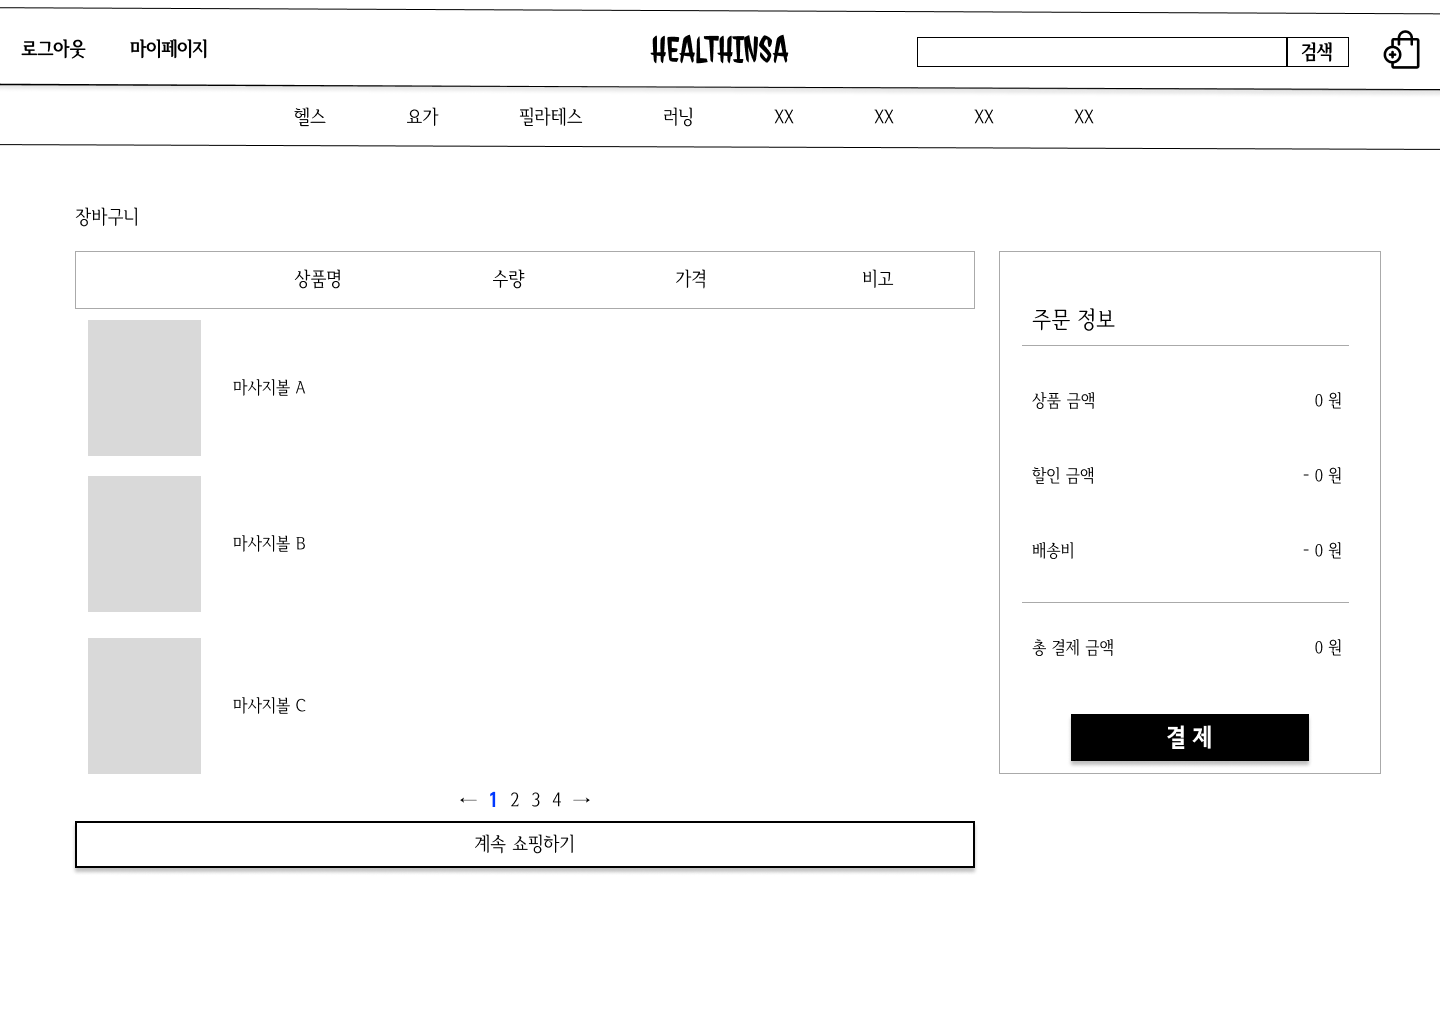 로그아웃 마이페이지 HEALTHINSA 검색
헬스 요가 필라테스 러닝 XX XX XX XX
장바구니
상품명 수량 가격 비고
마사지볼 A
마사지볼 B
마사지볼 C
← 1 2 3 4 →
계속 쇼핑하기
주문 정보
상품 금액 0 원
할인 금액 - 0 원
배송비 - 0 원
총 결제 금액 0 원
결 제